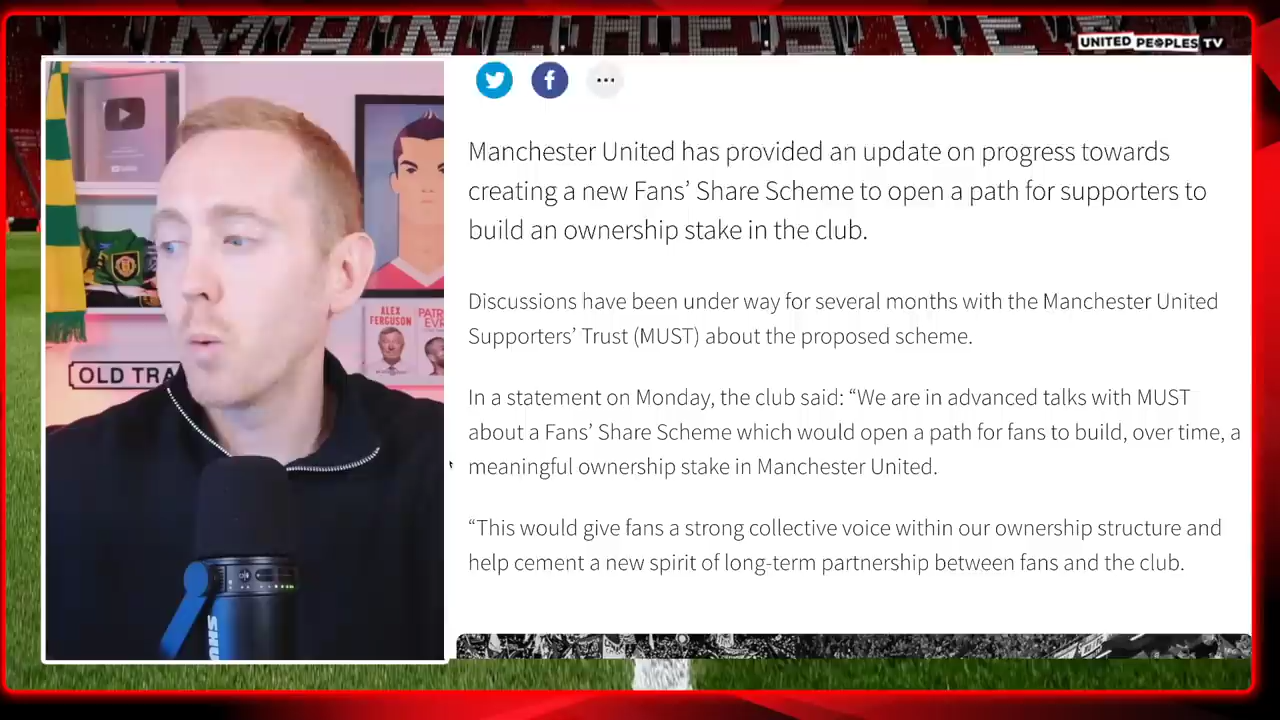 UNITED PEOPLES TV
Manchester United has provided an update on progress towards
creating a new Fans’ Share Scheme to open a path for supporters to
build an ownership stake in the club.
Discussions have been under way for several months with the Manchester United
Supporters’ Trust (MUST) about the proposed scheme.
In a statement on Monday, the club said: “We are in advanced talks with MUST
about a Fans’ Share Scheme which would open a path for fans to build, over time, a
meaningful ownership stake in Manchester United.
“This would give fans a strong collective voice within our ownership structure and
help cement a new spirit of long-term partnership between fans and the club.
ALEX
FERGUSON
OLD TRA
SHURE